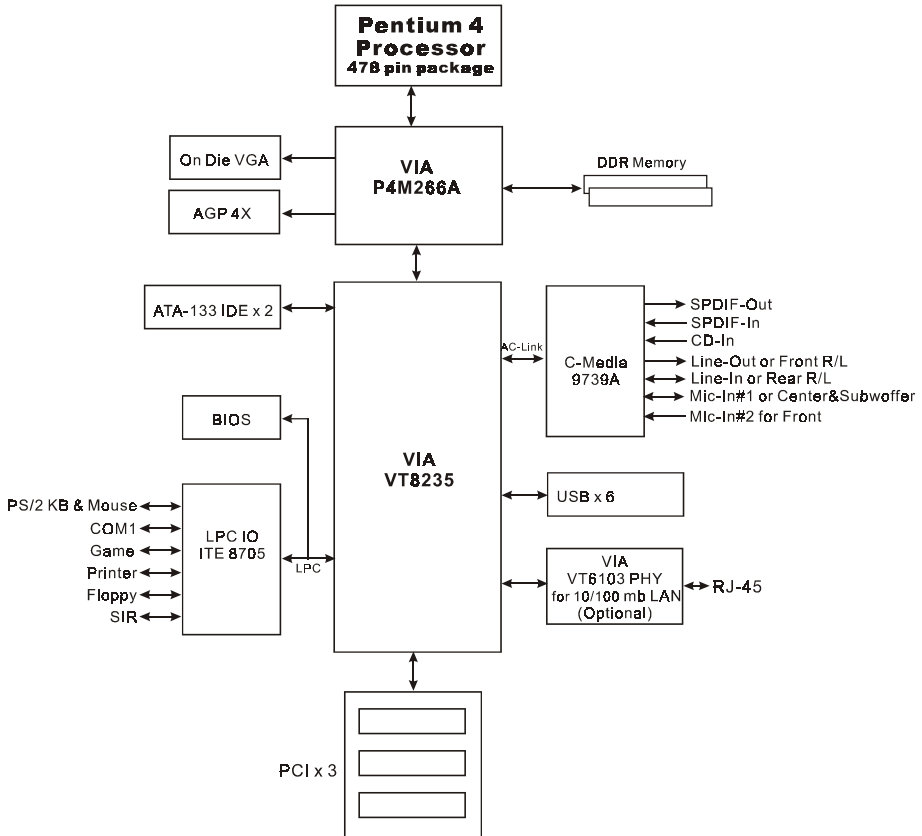 Pentium 4
Processor
478 pin package
On Die VGA
VIA
P4M266A
DDR Memory
AGP 4X
ATA-133 IDE x 2
AC-Link
C-Media
9739A
SPDIF-Out
SPDIF-In
CD-In
Line-Out or Front R/L
Line-In or Rear R/L
Mic-In#1 or Center&Subwoffer
Mic-In#2 for Front
BIOS
VIA
VT8235
USB x 6
PS/2 KB & Mouse
COM1
Game
Printer
Floppy
SIR
LPC IO
ITE 8705
LPC
VIA
VT6103 PHY
for 10/100 mb LAN
(Optional)
RJ-45
PCI x 3